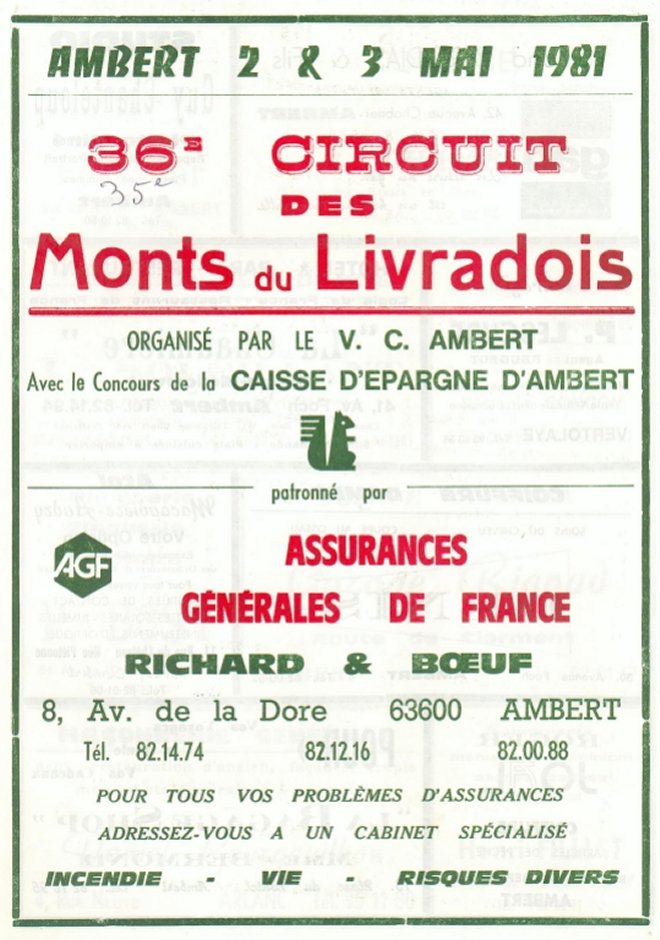 AMBERT 2 & 3 MAI 1981
36E CIRCUIT
35e
DES
Monts du Livradois
ORGANISÉ PAR LE V. C. AMBERT
Avec le Concours de la CAISSE D'EPARGNE D'AMBERT
patronné par
AGF
ASSURANCES
GÉNÉRALES DE FRANCE
RICHARD & BŒUF
8, Av. de la Dore 63600 AMBERT
Tél. 82.14.74 82.12.16 82.00.88
POUR TOUS VOS PROBLÈMES D'ASSURANCES
ADRESSEZ-VOUS A UN CABINET SPÉCIALISÉ
INCENDIE - VIE - RISQUES DIVERS